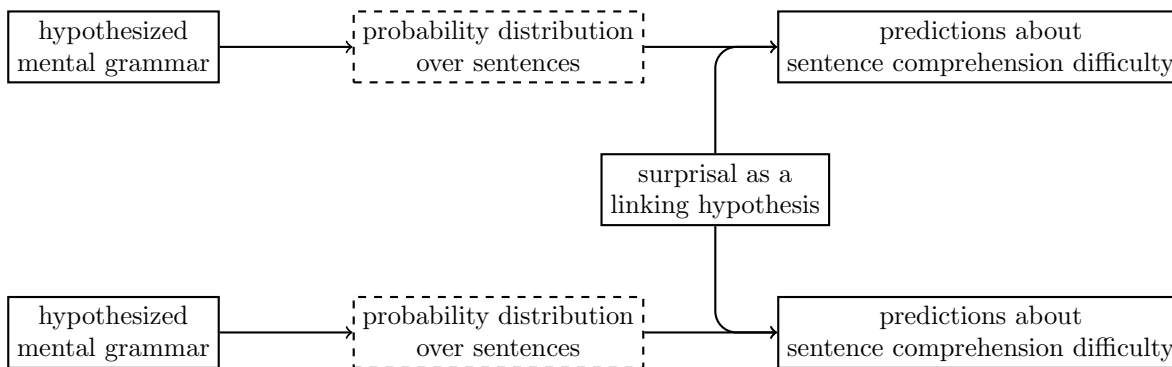 hypothesized
mental grammar
probability distribution
over sentences
predictions about
sentence comprehension difficulty
surprisal as a
linking hypothesis
hypothesized
mental grammar
probability distribution
over sentences
predictions about
sentence comprehension difficulty